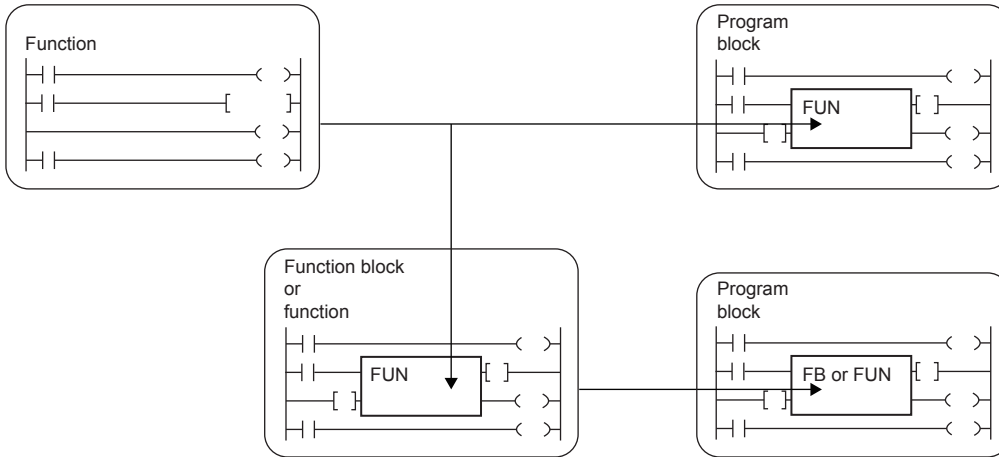 Function
Program
block
FUN
Function block
or
function
FUN
Program
block
FB or FUN